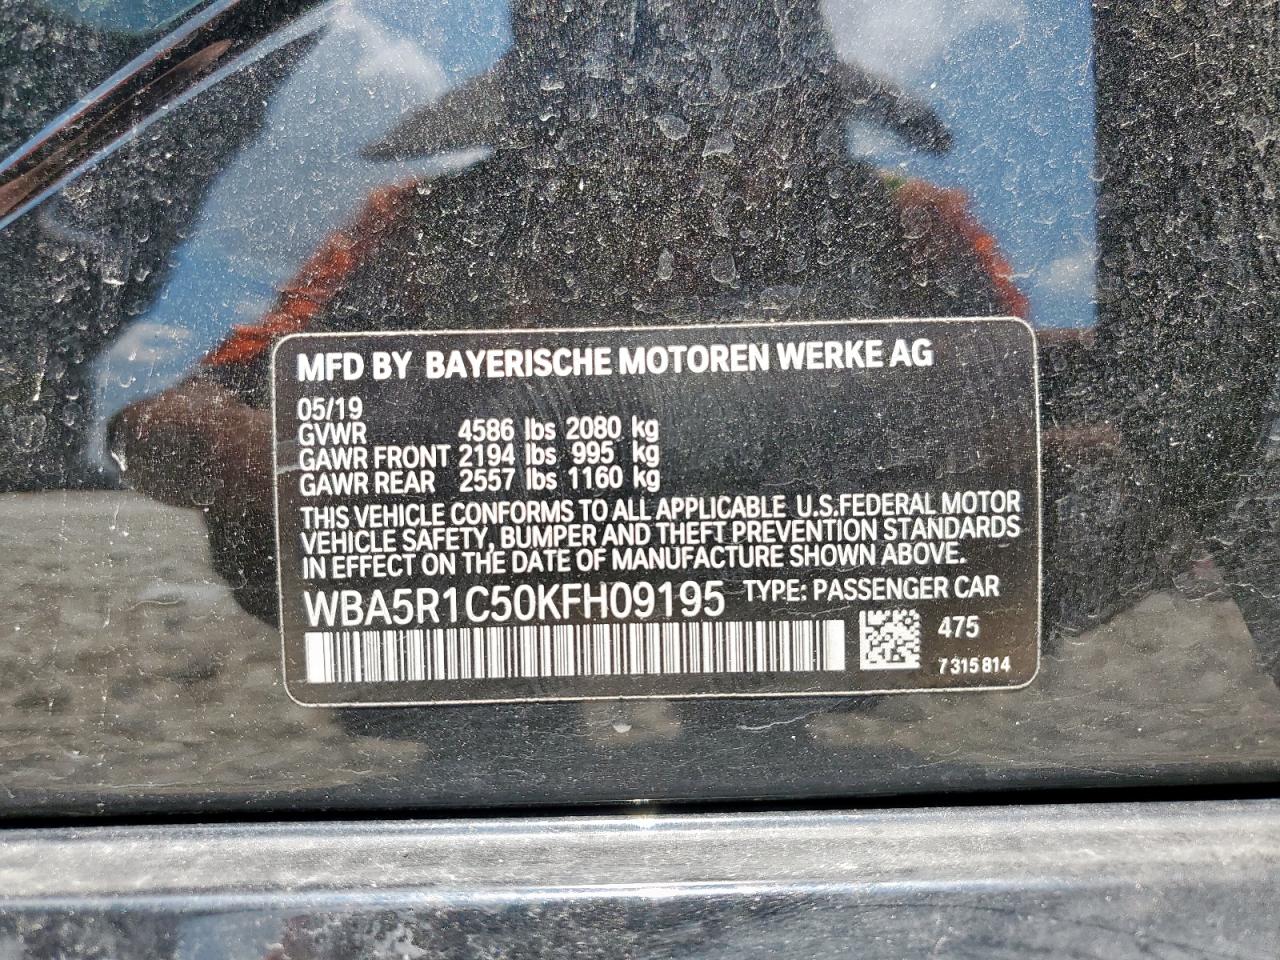 MFD BY BAYERISCHE MOTOREN WERKE AG
05/19
GVWR 4586 lbs 2080 kg
GAWR FRONT 2194 lbs 995 kg
GAWR REAR 2557 lbs 1160 kg
THIS VEHICLE CONFORMS TO ALL APPLICABLE U.S.FEDERAL MOTOR
VEHICLE SAFETY, BUMPER AND THEFT PREVENTION STANDARDS
IN EFFECT ON THE DATE OF MANUFACTURE SHOWN ABOVE.
WBA5R1C50KFH09195 TYPE: PASSENGER CAR
475
7 315 814